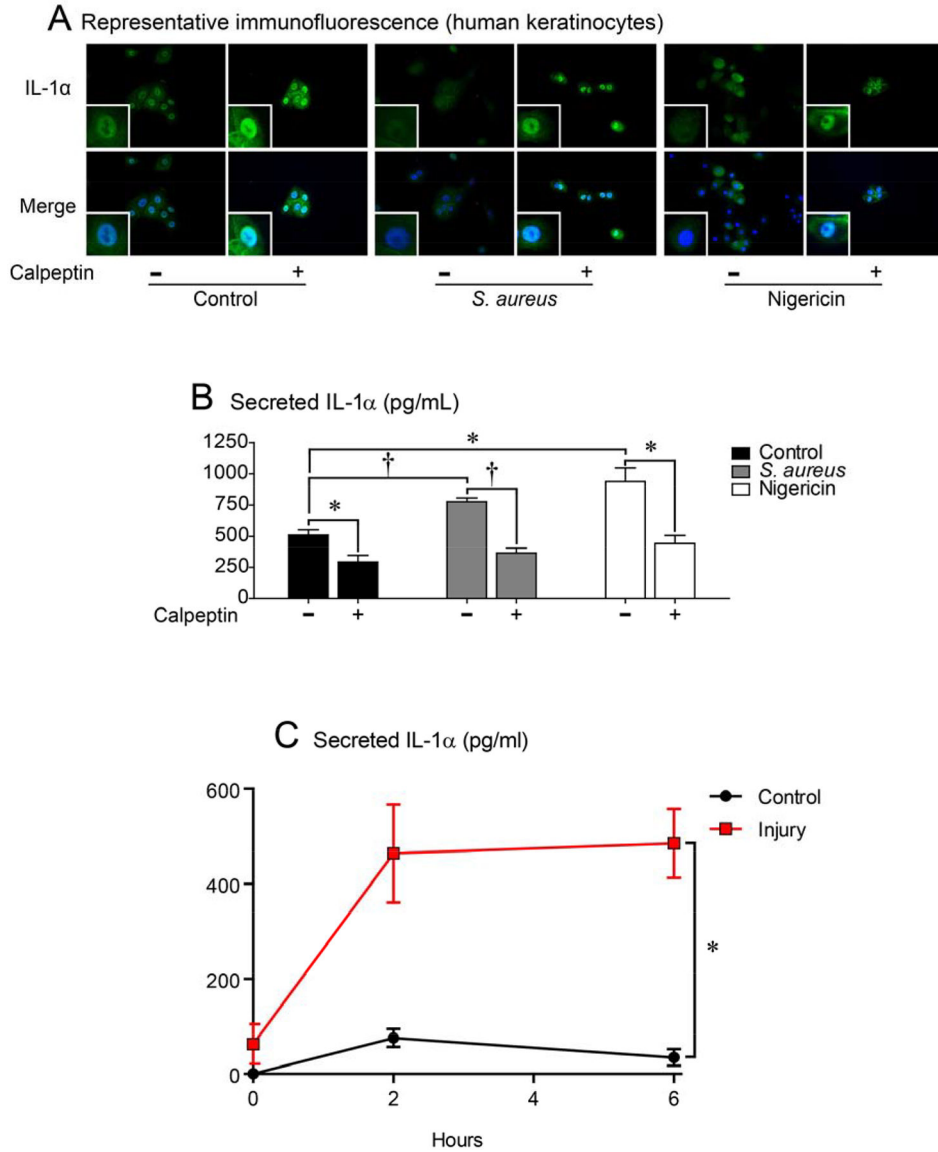 A Representative immunofluorescence (human keratinocytes)
IL-1α
Merge
Calpeptin − + − + − +
Control S. aureus Nigericin
B Secreted IL-1α (pg/mL)
1250
1000
750
500
250
0
* † * † *
Control
S. aureus
Nigericin
Calpeptin − + − + − +
C Secreted IL-1α (pg/ml)
600
400
200
0
0 2 4 6
Hours
Control
Injury
*